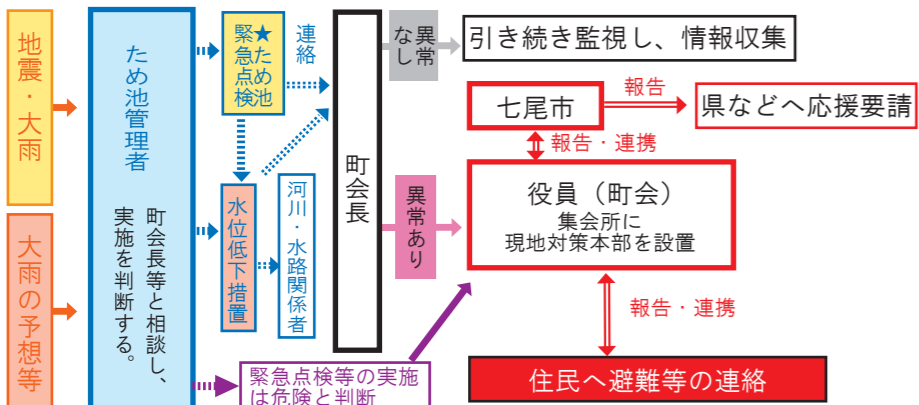 地震・大雨
大雨の予想等
ため池管理者
町会長等と相談し、
実施を判断する。
★ため池
緊急点検
連絡
水位低下措置
河川・水路関係者
緊急点検等の実施
は危険と判断
町会長
異常
なし
引き続き監視し、情報収集
異常あり
七尾市
報告
県などへ応援要請
報告・連携
役員（町会）
集会所に
現地対策本部を設置
報告・連携
住民へ避難等の連絡